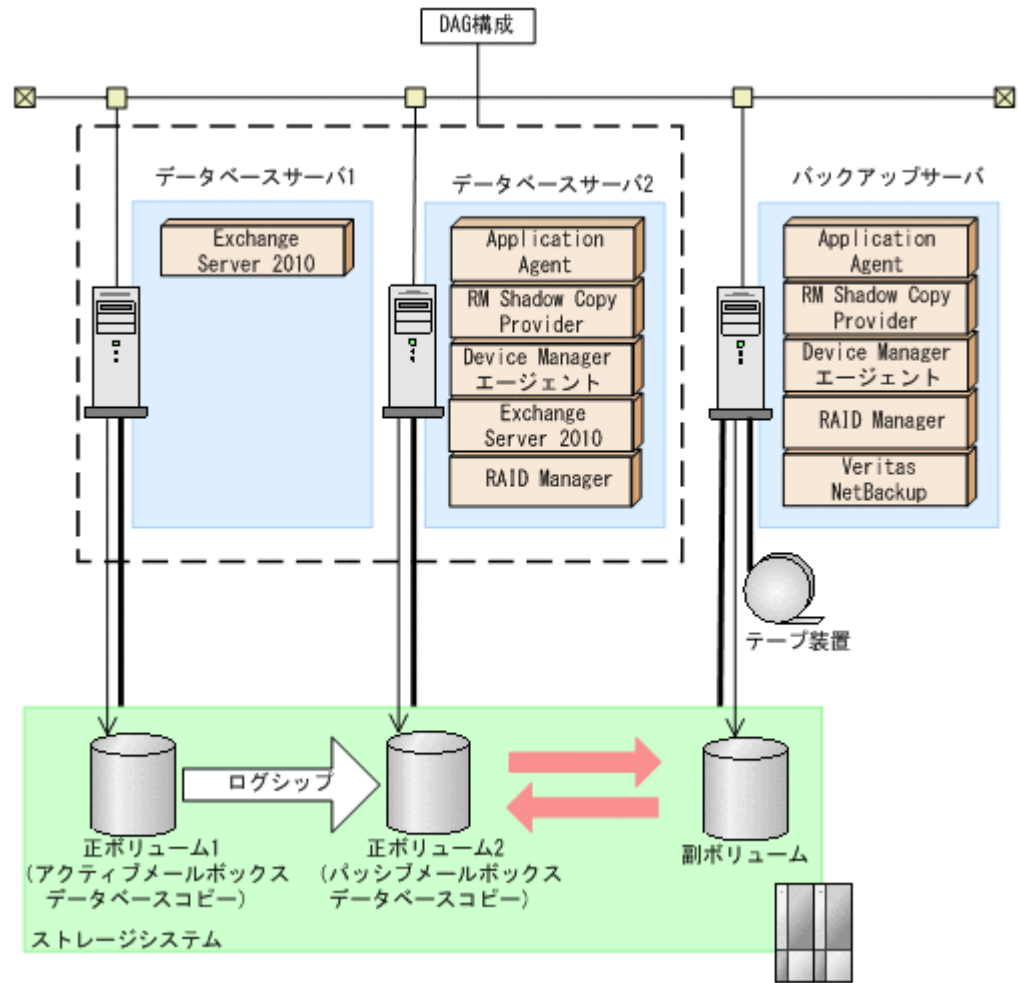 DAG構成
データベースサーバ1
データベースサーバ2
バックアップサーバ
Exchange
Server 2010
Application
Agent
RM Shadow Copy
Provider
Device Manager
エージェント
Exchange
Server 2010
RAID Manager
Application
Agent
RM Shadow Copy
Provider
Device Manager
エージェント
RAID Manager
Veritas
NetBackup
テープ装置
ログシップ
正ボリューム1
(アクティブメールボックス
データベースコピー)
正ボリューム2
(パッシブメールボックス
データベースコピー)
副ボリューム
ストレージシステム